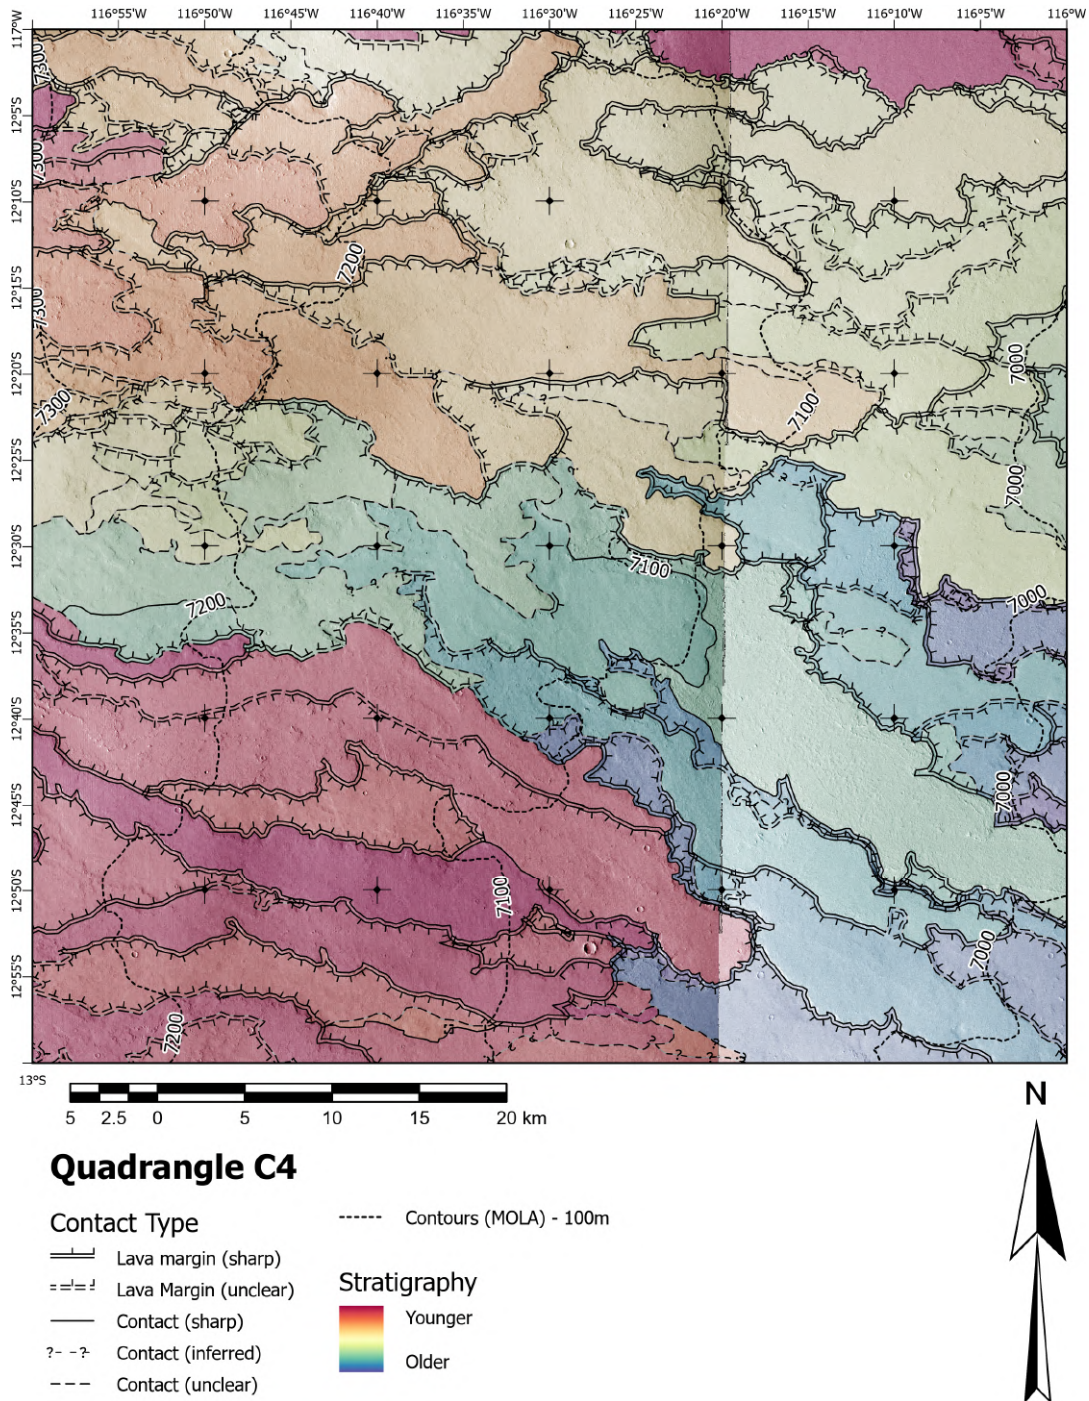 117°W 116°55'W 116°50'W 116°45'W 116°40'W 116°35'W 116°30'W 116°25'W 116°20'W 116°15'W 116°10'W 116°5'W 116°W
12°S
12°5'S
12°10'S
12°15'S
12°20'S
12°25'S
12°30'S
12°35'S
12°40'S
12°45'S
12°50'S
12°55'S
13°S
7300
7300
7200
7300
7000
7300
7100
7000
7100
7000
7200
7000
7100
7000
7200
5 2.5 0 5 10 15 20 km
N
Quadrangle C4
Contact Type
Lava margin (sharp)
Lava Margin (unclear)
Contact (sharp)
?- -?- Contact (inferred)
Contact (unclear)
Contours (MOLA) - 100m
Stratigraphy
Younger
Older